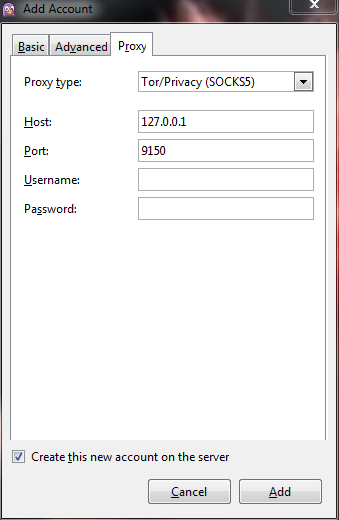 Add Account
Basic Advanced Proxy
Proxy type: Tor/Privacy (SOCKS5)
Host: 127.0.0.1
Port: 9150
Username:
Password:
Create this new account on the server
Cancel Add